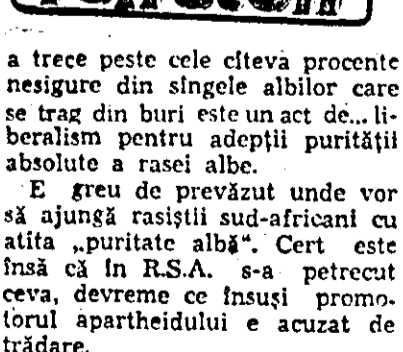 a trece peste cele cîteva procente
nesigure din sîngele albilor care
se trag din buri este un act de... li-
beralism pentru adepții purității
absolute a rasei albe.
E greu de prevăzut unde vor
să ajungă rasiștii sud-africani cu
atîta „puritate albă“. Cert este
însă că în R.S.A. s-a petrecut
ceva, devreme ce însuși promo-
torul apartheidului e acuzat de
trădare.